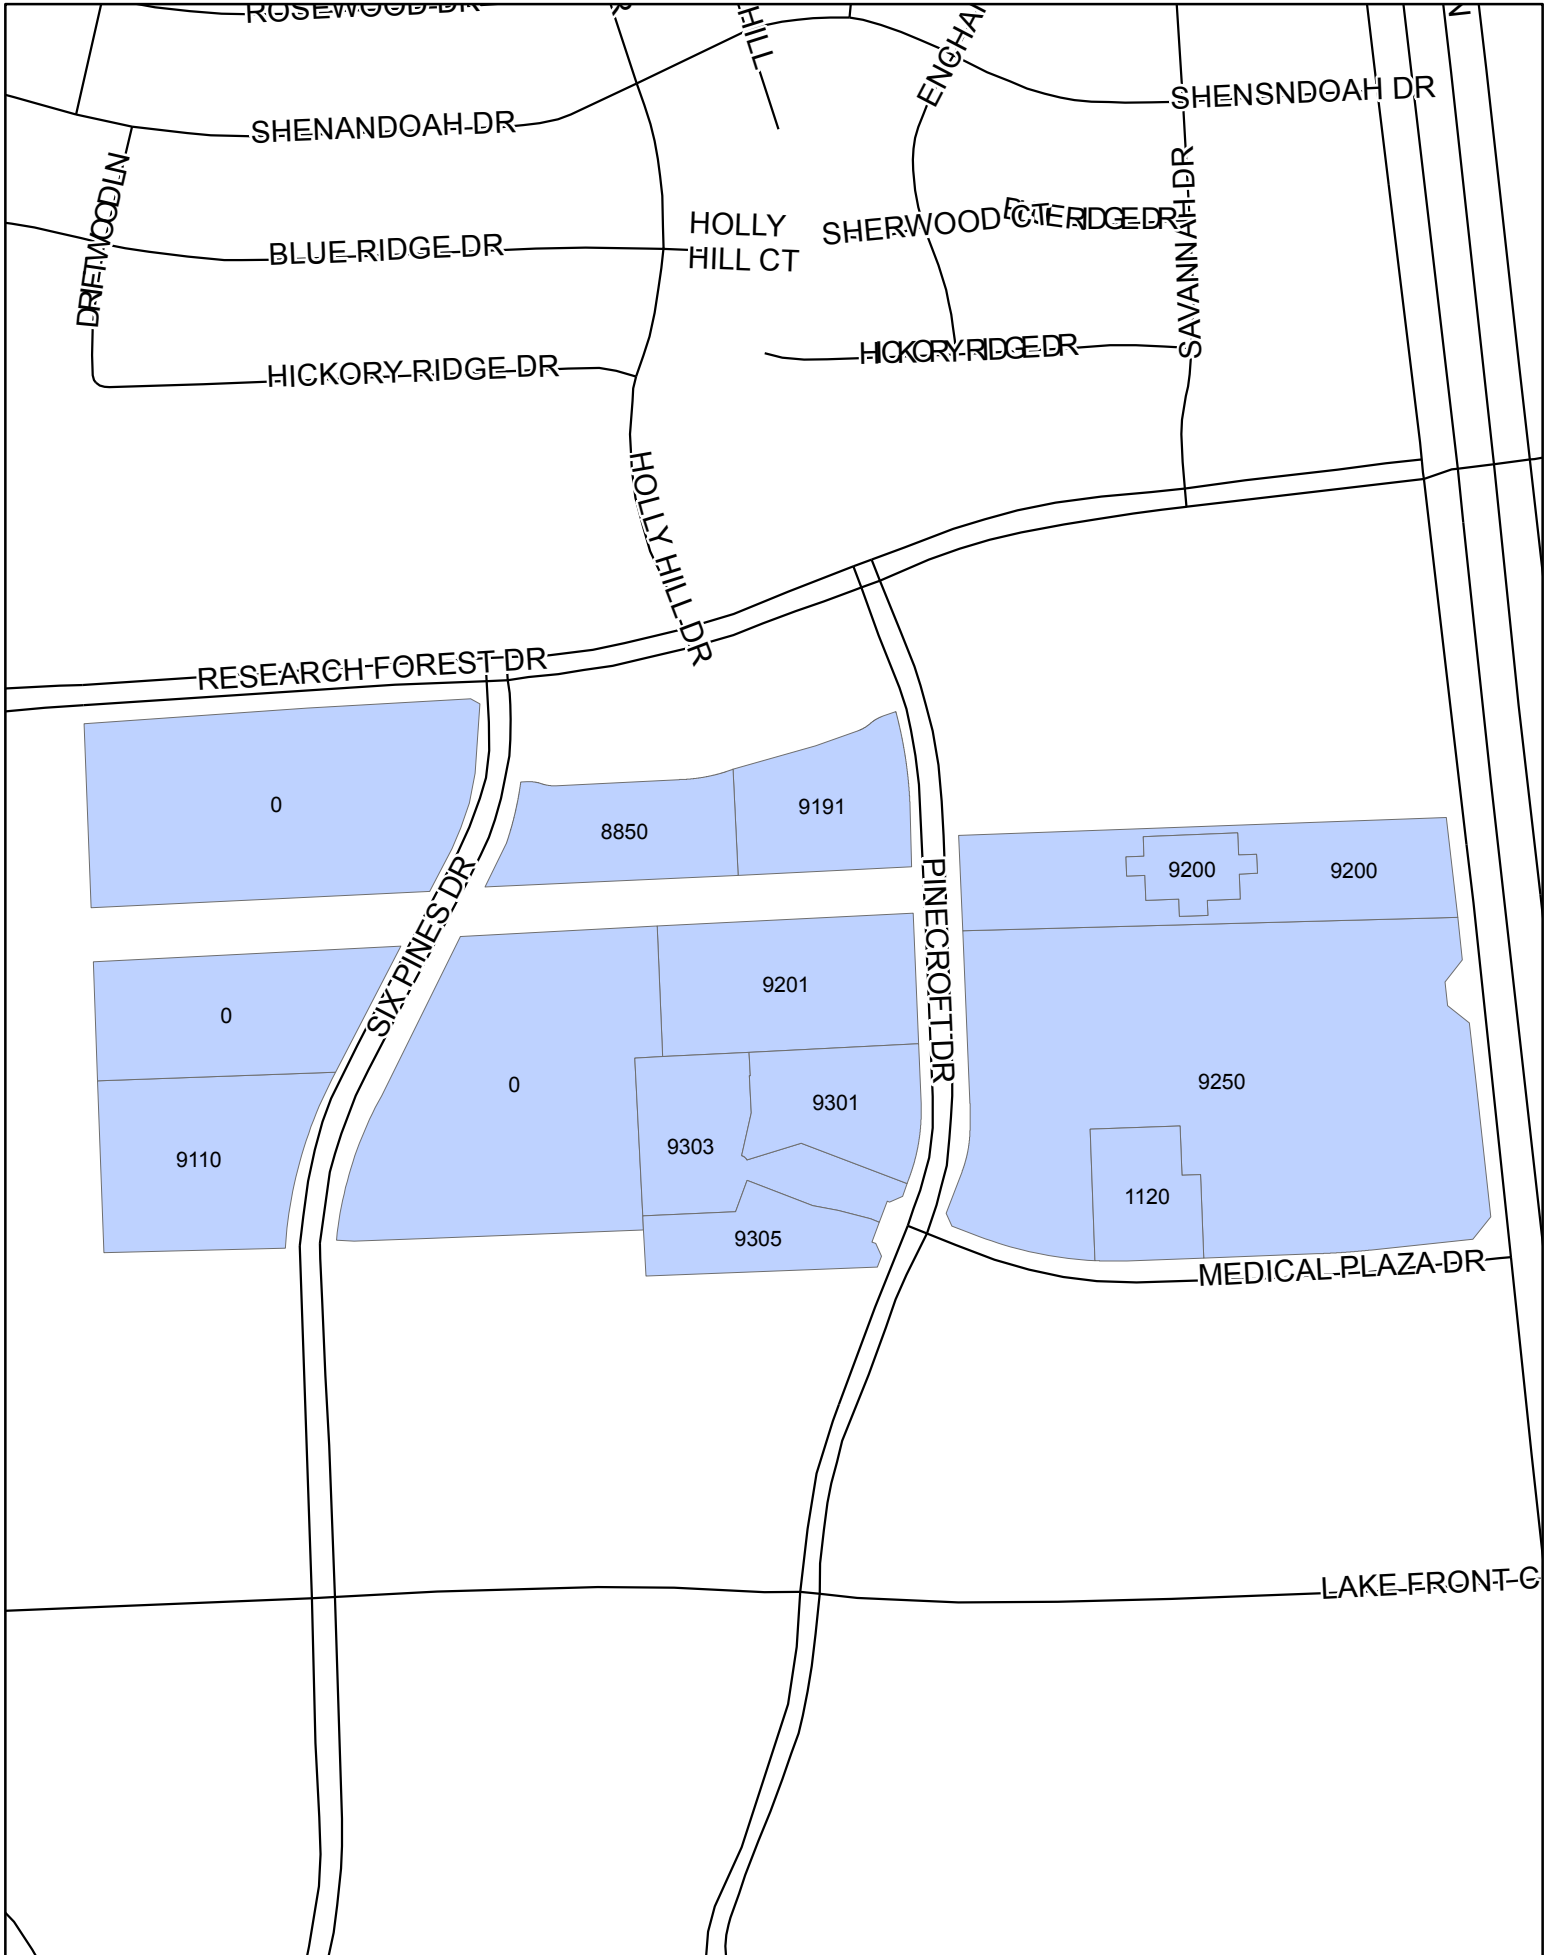 ROSEWOOD DR
HILL
SHENSNDOAH DR
SHENANDOAH DR
DRIFTWOOD LN
SAVANNAH DR
HOLLY
HILL CT
SHERWOOD CT
BLUE RIDGE DR
HICKORY RIDGE DR
HICKORY RIDGE DR
HOLLY HILL DR
RESEARCH FOREST DR
0
8850
9191
PINECROFT DR
9200
9200
SIX PINES DR
0
9201
0
9301
9250
9303
9110
1120
9305
MEDICAL PLAZA DR
LAKE FRONT C